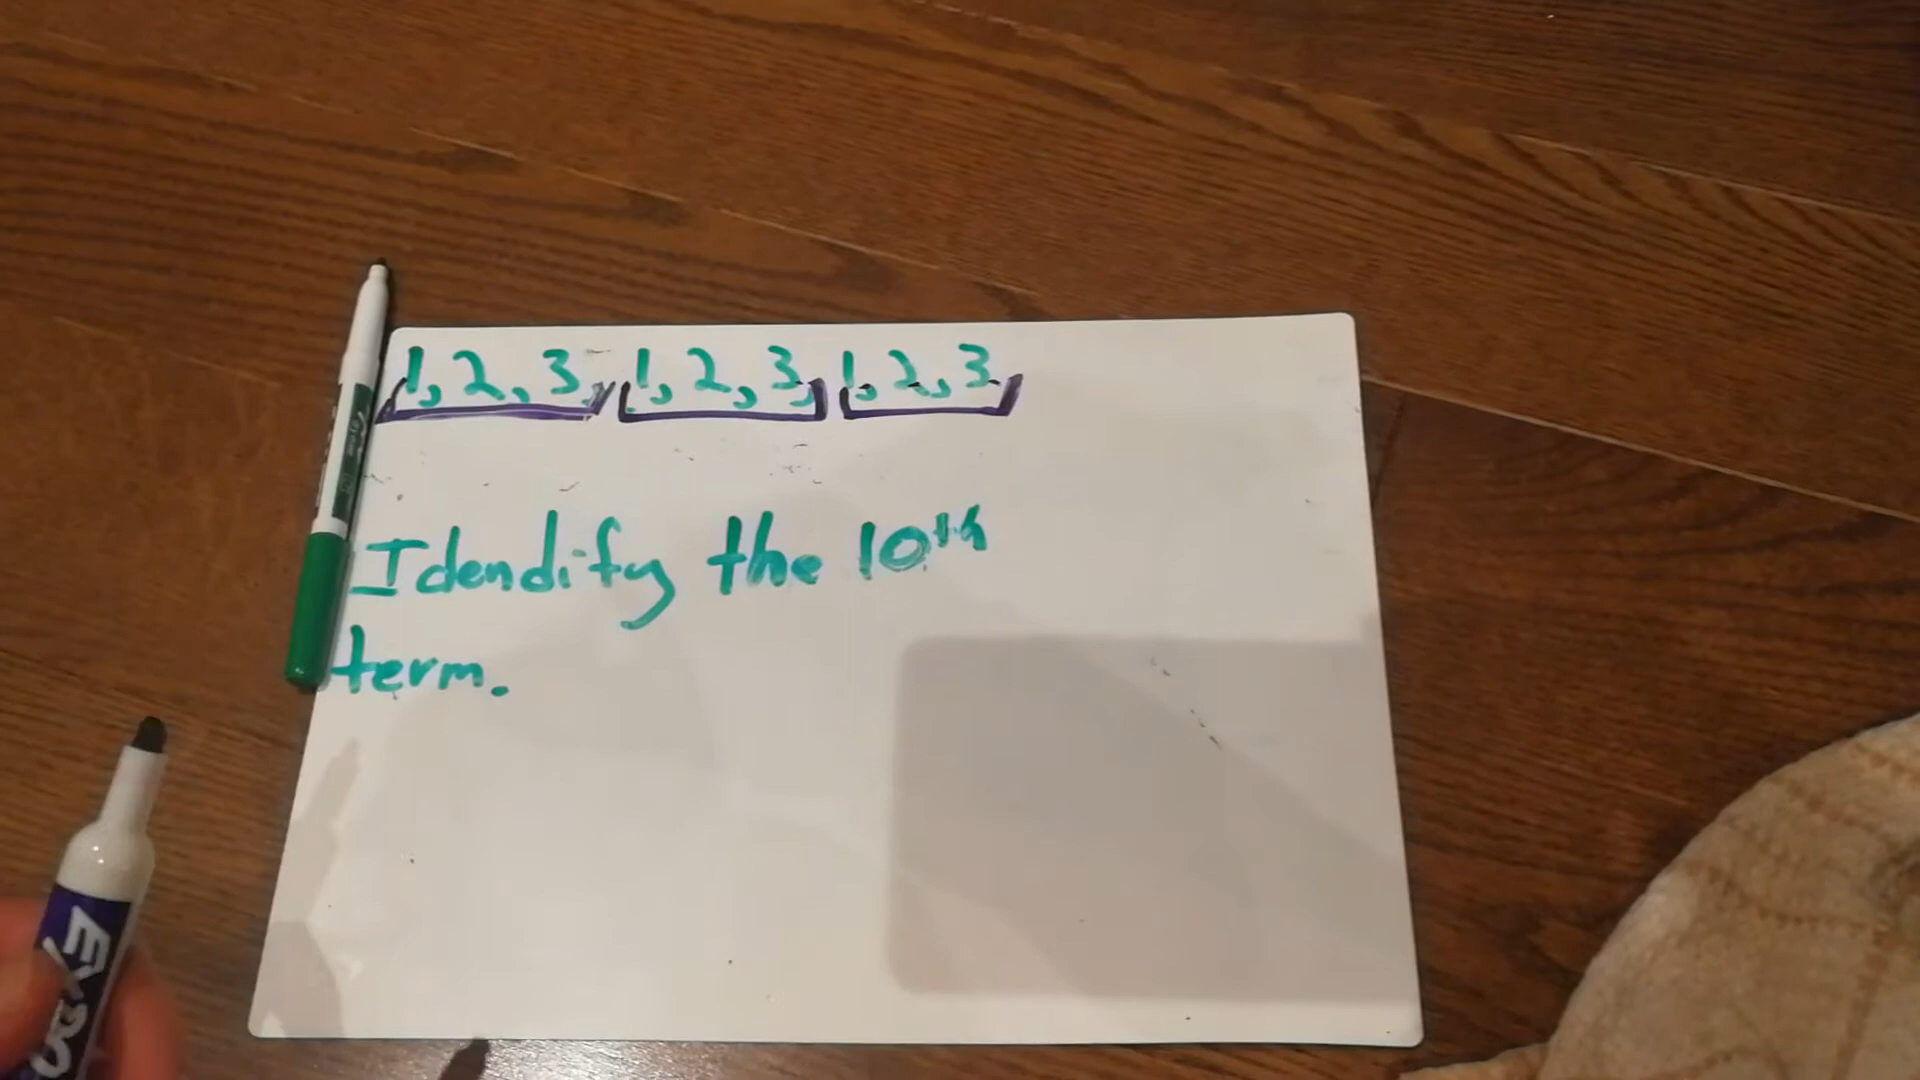 1, 2, 3, 1, 2, 3, 1, 2, 3
Idendify the 10th
term.